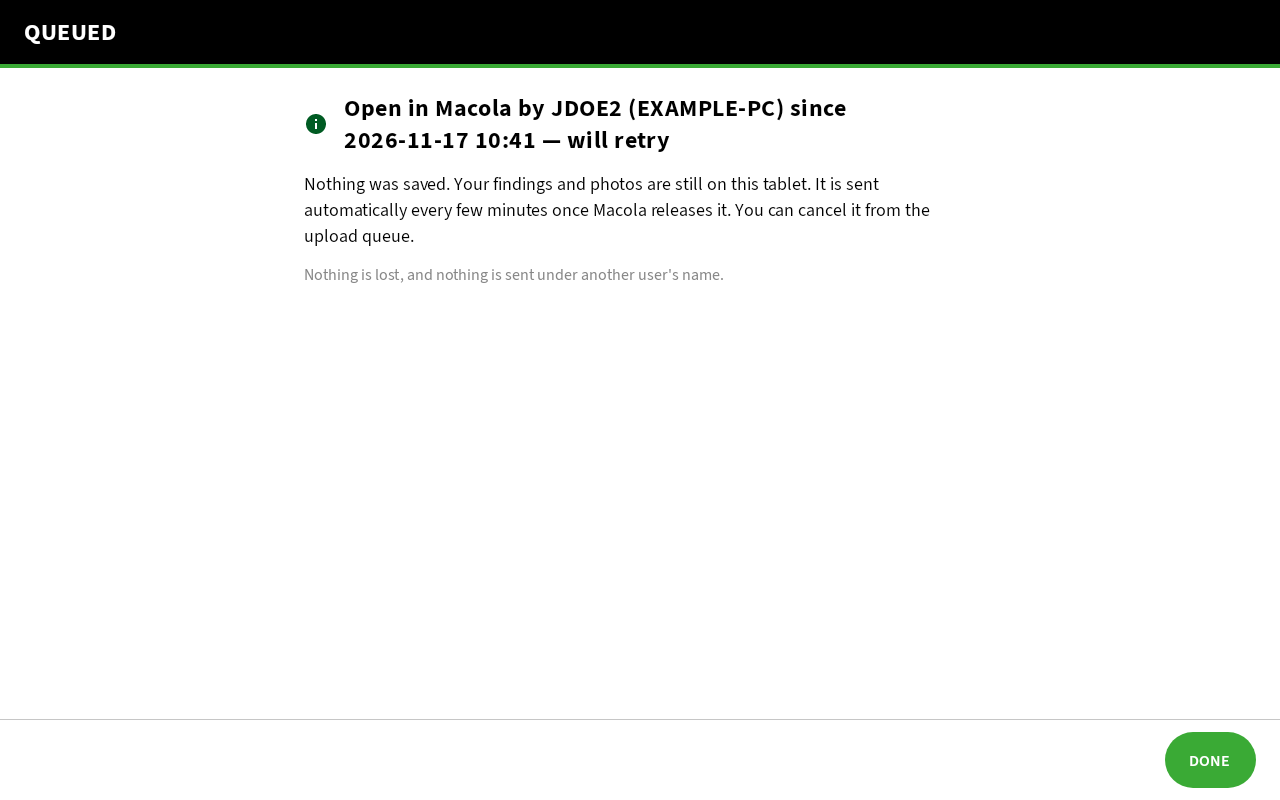 QUEUED
Open in Macola by JDOE2 (EXAMPLE-PC) since
2026-11-17 10:41 — will retry
Nothing was saved. Your findings and photos are still on this tablet. It is sent
automatically every few minutes once Macola releases it. You can cancel it from the
upload queue.
Nothing is lost, and nothing is sent under another user's name.
DONE